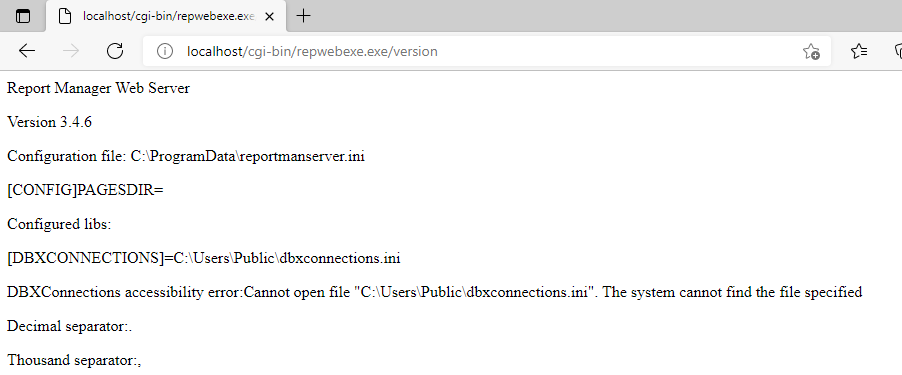 localhost/cgi-bin/repwebexe.exe
localhost/cgi-bin/repwebexe.exe/version
Report Manager Web Server
Version 3.4.6
Configuration file: C:\ProgramData\reportmanserver.ini
[CONFIG]PAGESDIR=
Configured libs:
[DBXCONNECTIONS]=C:\Users\Public\dbxconnections.ini
DBXConnections accessibility error:Cannot open file "C:\Users\Public\dbxconnections.ini". The system cannot find the file specified
Decimal separator:.
Thousand separator:,